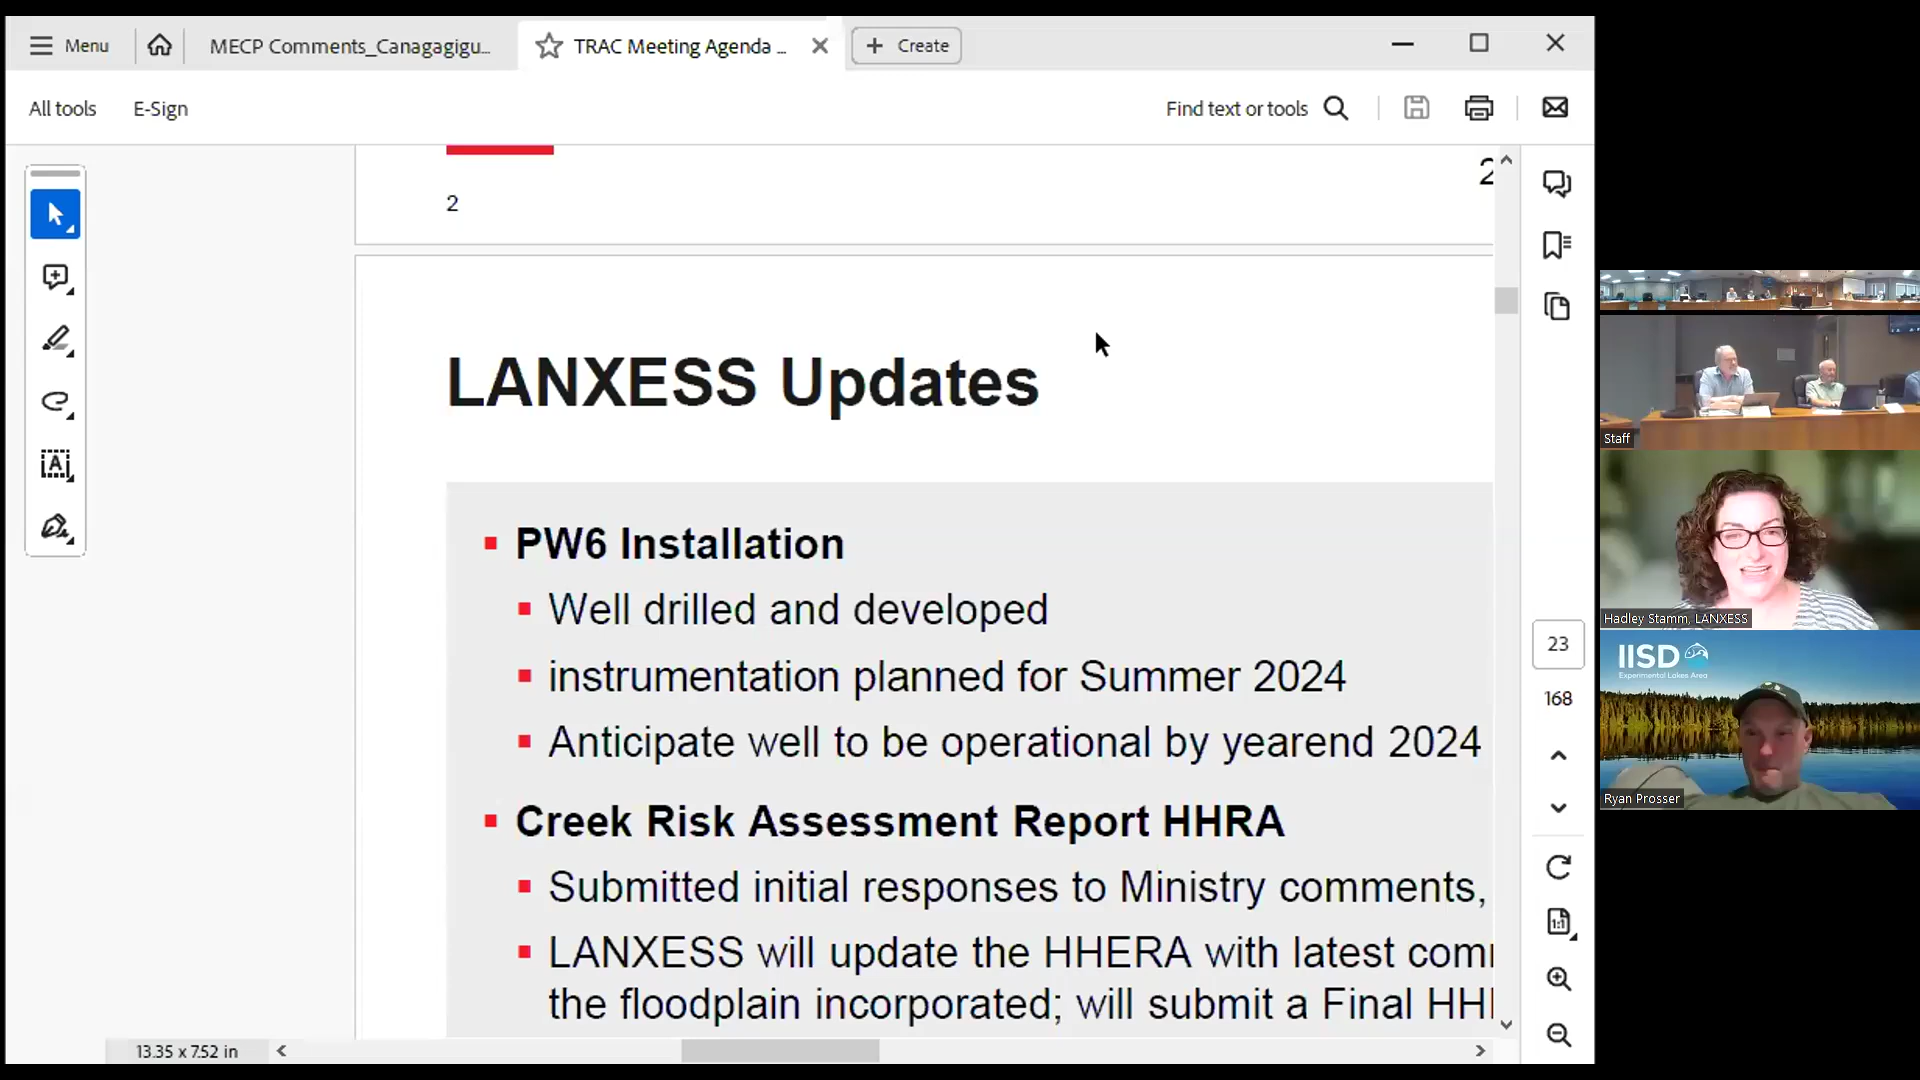 Menu
MECP Comments_Canagagigu...
TRAC Meeting Agenda ...
Create
All tools
E-Sign
Find text or tools
2
2
LANXESS Updates
PW6 Installation
Well drilled and developed
instrumentation planned for Summer 2024
Anticipate well to be operational by yearend 2024
Creek Risk Assessment Report HHRA
Submitted initial responses to Ministry comments,
LANXESS will update the HHERA with latest com
the floodplain incorporated; will submit a Final HH
23
168
1:1
13.35 x 7.52 in
Staff
Hadley Stamm, LANXESS
IISD
Experimental Lakes Area
Ryan Prosser